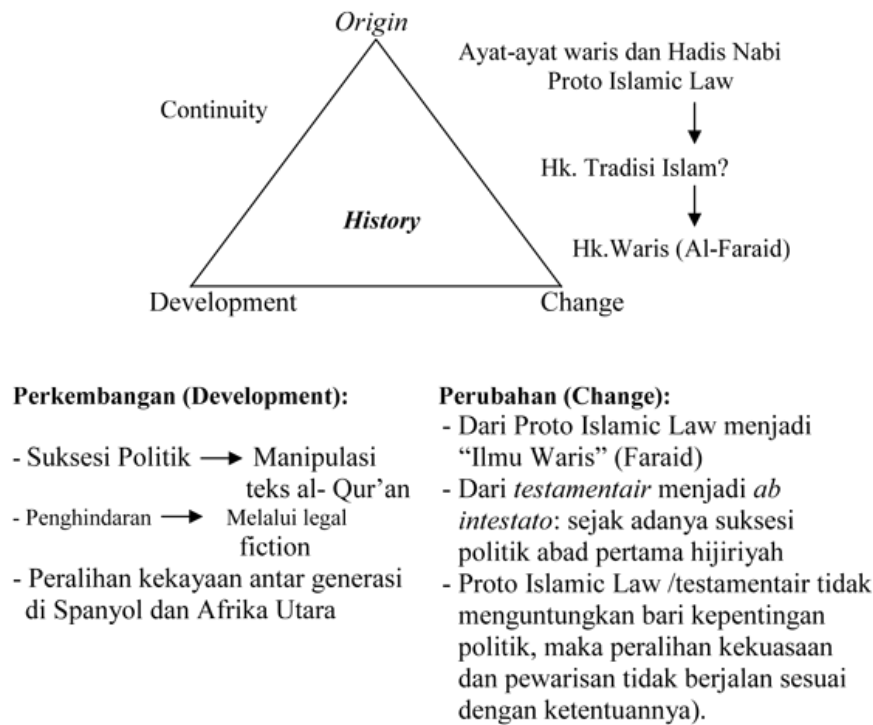 Origin
Continuity
History
Development
Change
Ayat-ayat waris dan Hadis Nabi
Proto Islamic Law
Hk. Tradisi Islam?
Hk.Waris (Al-Faraid)
Perkembangan (Development):
- Suksesi Politik → Manipulasi
teks al- Qur’an
- Penghindaran → Melalui legal
fiction
- Peralihan kekayaan antar generasi
di Spanyol dan Afrika Utara
Perubahan (Change):
- Dari Proto Islamic Law menjadi
“Ilmu Waris” (Faraid)
- Dari testamentair menjadi ab
intestato: sejak adanya suksesi
politik abad pertama hijiriyah
- Proto Islamic Law /testamentair tidak
menguntungkan bari kepentingan
politik, maka peralihan kekuasaan
dan pewarisan tidak berjalan sesuai
dengan ketentuannya).